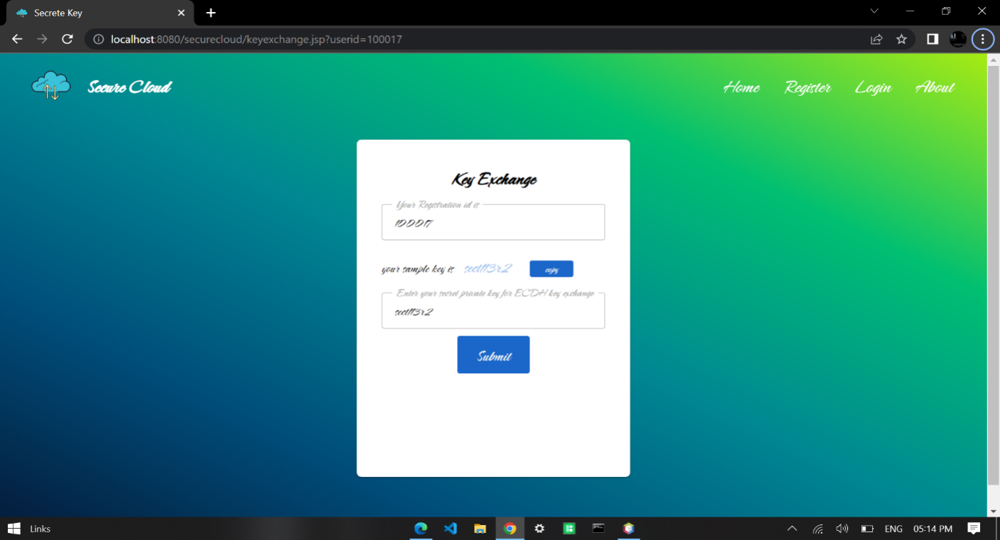 Secrete Key
localhost:8080/securecloud/keyexchange.jsp?userid=100017
Secure Cloud
Home Register Login About
Key Exchange
Your Registration id is
100017
your sample key is sect113r2 copy
Enter your secret private key for ECDH key exchange
sect113r2
Submit
Links
ENG 05:14 PM